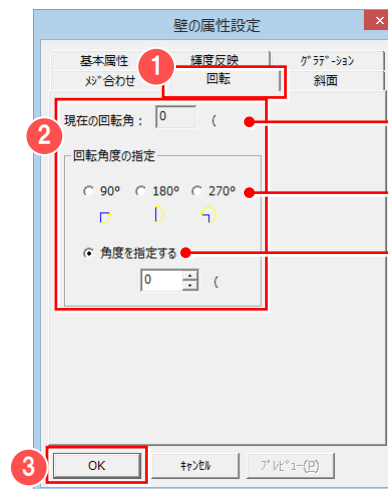 壁の属性設定
×
基本属性 輝度反映 ｸﾞﾗﾃﾞｰｼｮﾝ
ﾒｼﾞ合わせ 回転 斜面
1
2
現在の回転角： 0 (
回転角度の指定
90° 180° 270°
角度を指定する
0 (
3
OK ｷｬﾝｾﾙ ﾌﾟﾚﾋﾞｭｰ(P)